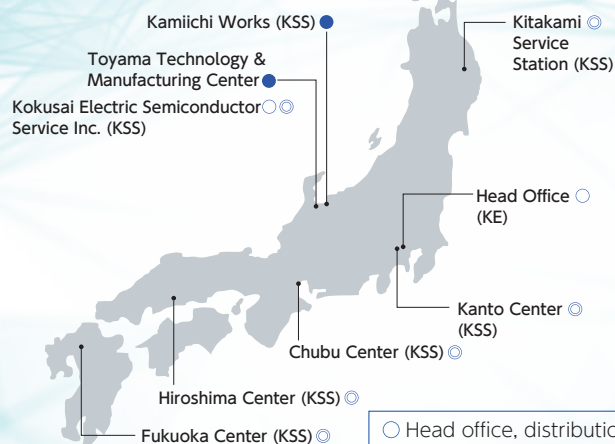 Kamiichi Works (KSS)
Toyama Technology &
Manufacturing Center
Kokusai Electric Semiconductor
Service Inc. (KSS)
Kitakami
Service
Station (KSS)
Head Office
(KE)
Kanto Center
(KSS)
Chubu Center (KSS)
Hiroshima Center (KSS)
Fukuoka Center (KSS)
Head office, distributio